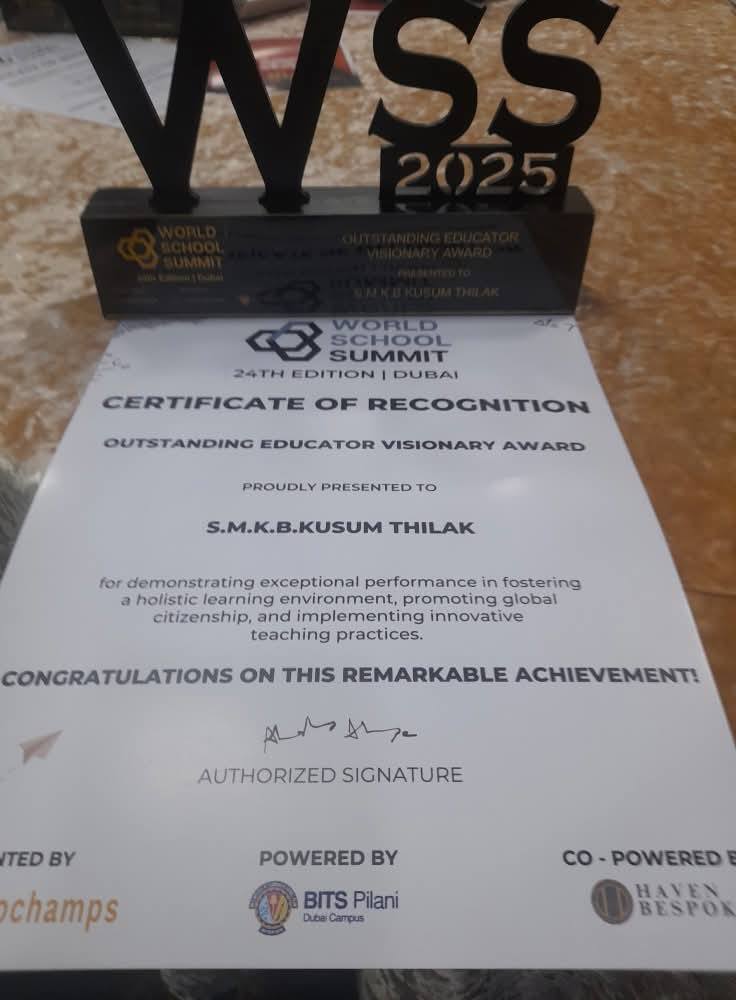 WSS
2025
WORLD
SCHOOL
SUMMIT
24th Edition | Dubai
OUTSTANDING EDUCATOR
VISIONARY AWARD
PRESENTED TO
S.M.K.B KUSUM THILAK
WORLD
SCHOOL
SUMMIT
24TH EDITION | DUBAI
CERTIFICATE OF RECOGNITION
OUTSTANDING EDUCATOR VISIONARY AWARD
PROUDLY PRESENTED TO
S.M.K.B.KUSUM THILAK
for demonstrating exceptional performance in fostering
a holistic learning environment, promoting global
citizenship, and implementing innovative
teaching practices.
CONGRATULATIONS ON THIS REMARKABLE ACHIEVEMENT!
AUTHORIZED SIGNATURE
NTED BY
ochamps
POWERED BY
BITS Pilani
Dubai Campus
CO - POWERED B
HAVEN
BESPOK